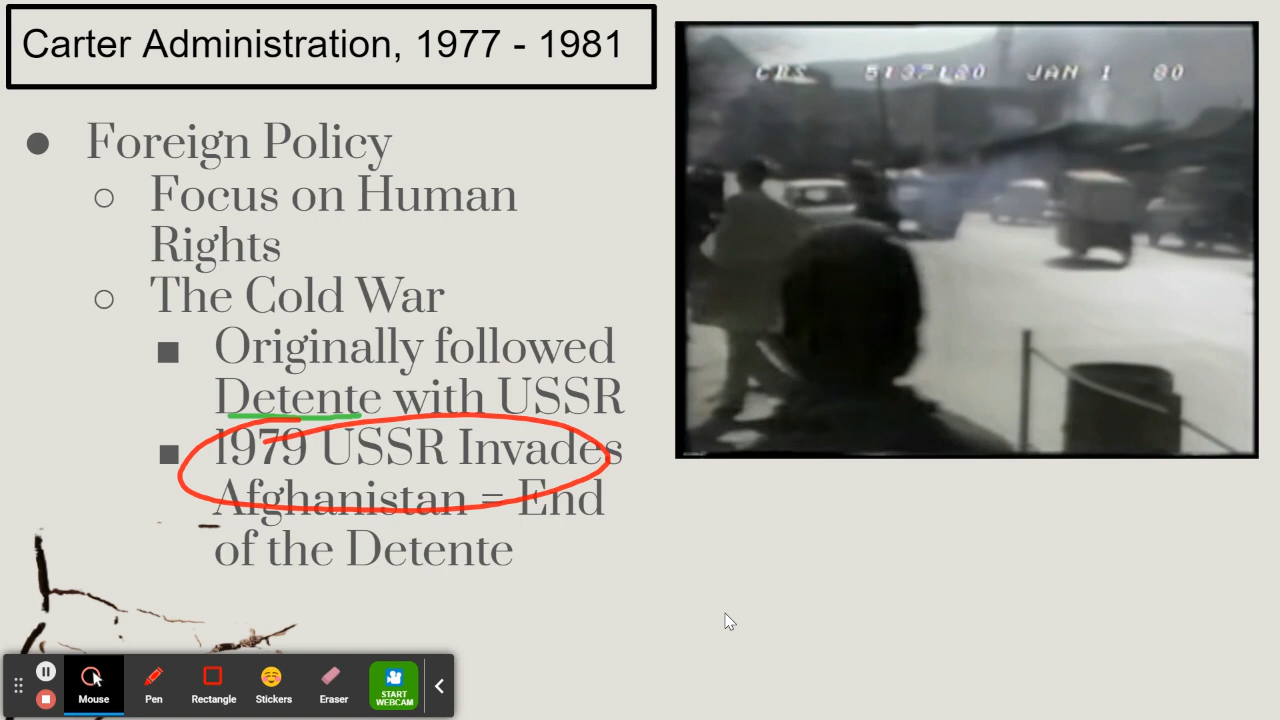 Carter Administration, 1977 - 1981
CBS JAN 1 80
Foreign Policy
Focus on Human
Rights
The Cold War
Originally followed
Detente with USSR
1979 USSR Invades
Afghanistan = End
of the Detente
Mouse
Pen
Rectangle
Stickers
Eraser
START
WEBCAM